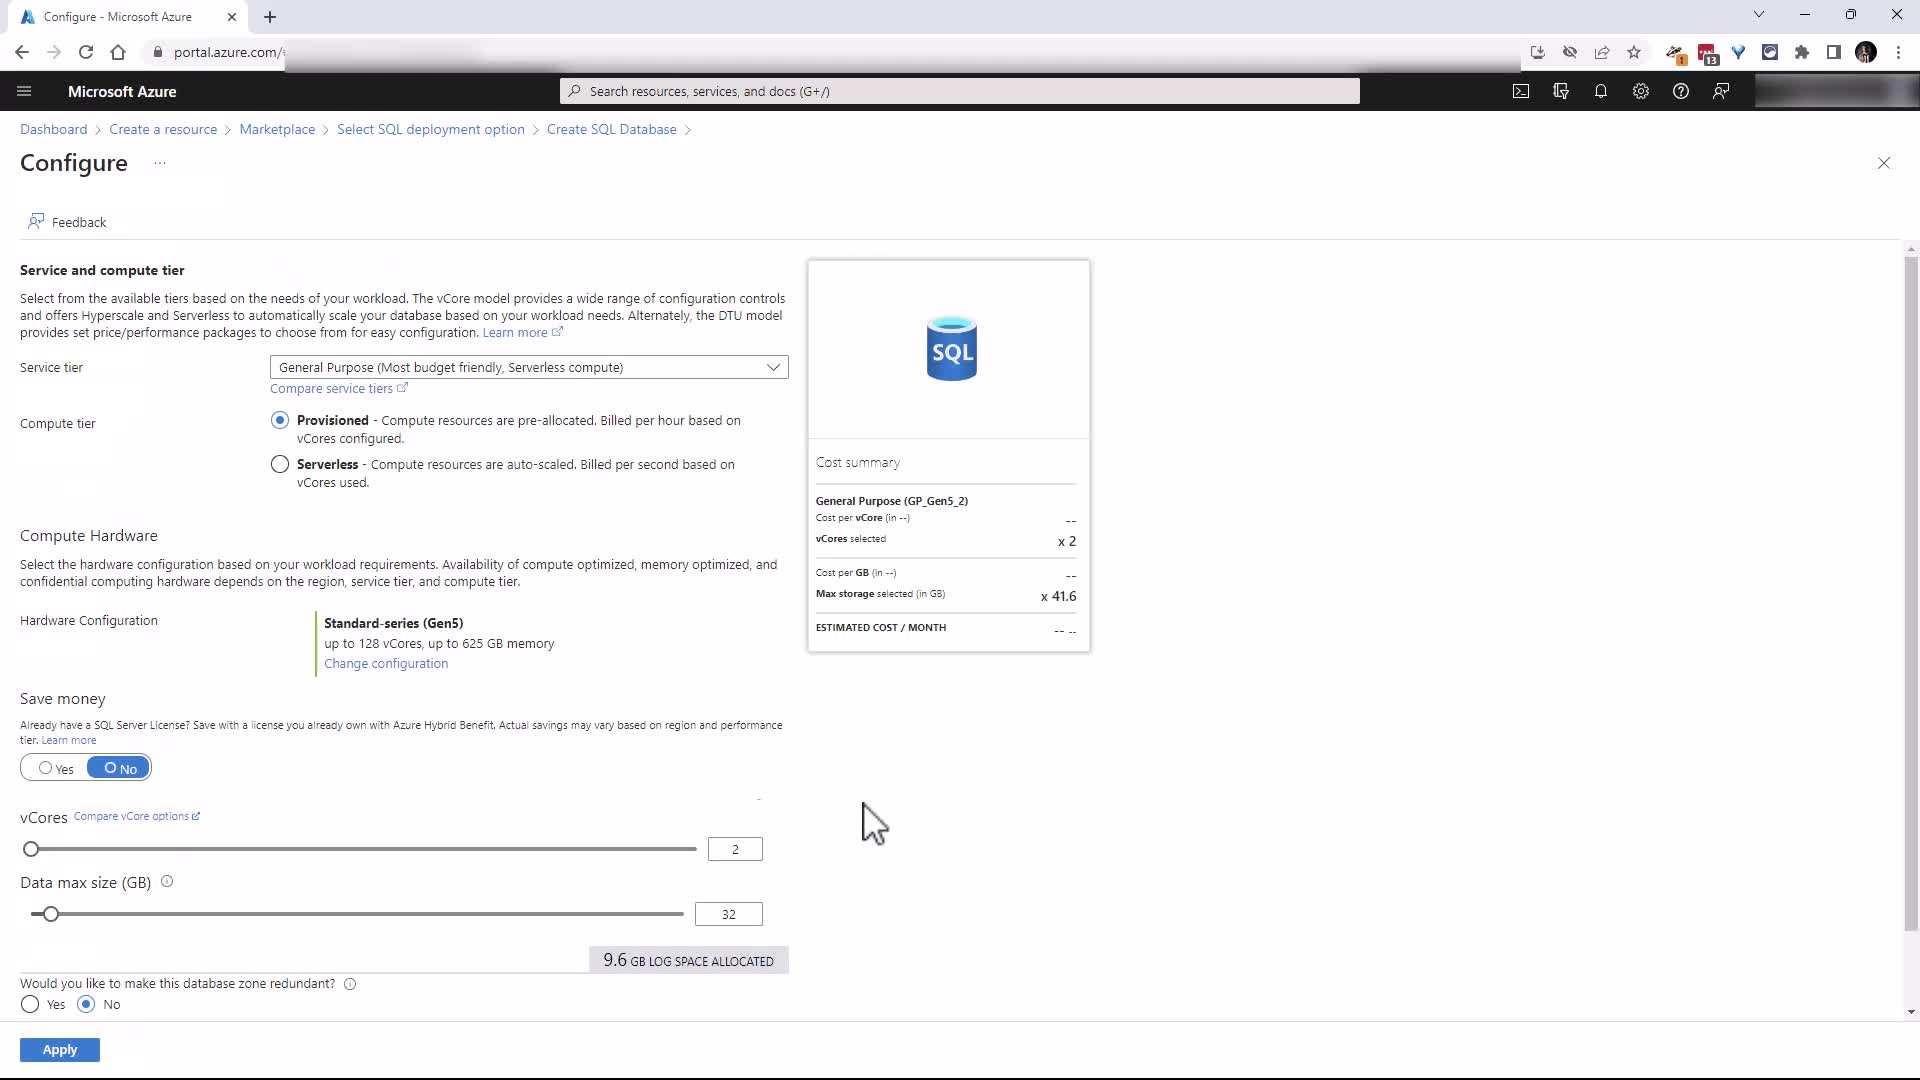 Configure - Microsoft Azure
portal.azure.com/
1
13
Microsoft Azure
Search resources, services, and docs (G+/)
Dashboard > Create a resource > Marketplace > Select SQL deployment option > Create SQL Database >
Configure ...
Feedback
Service and compute tier
Select from the available tiers based on the needs of your workload. The vCore model provides a wide range of configuration controls
and offers Hyperscale and Serverless to automatically scale your database based on your workload needs. Alternately, the DTU model
provides set price/performance packages to choose from for easy configuration. Learn more
Service tier
General Purpose (Most budget friendly, Serverless compute)
Compare service tiers
Compute tier
Provisioned - Compute resources are pre-allocated. Billed per hour based on
vCores configured.
Serverless - Compute resources are auto-scaled. Billed per second based on
vCores used.
Compute Hardware
Select the hardware configuration based on your workload requirements. Availability of compute optimized, memory optimized, and
confidential computing hardware depends on the region, service tier, and compute tier.
Hardware Configuration
Standard-series (Gen5)
up to 128 vCores, up to 625 GB memory
Change configuration
Save money
Already have a SQL Server License? Save with a license you already own with Azure Hybrid Benefit. Actual savings may vary based on region and performance
tier. Learn more
Yes No
vCores Compare vCore options
2
Data max size (GB)
32
9.6 GB LOG SPACE ALLOCATED
Would you like to make this database zone redundant?
Yes No
Apply
SQL
Cost summary
General Purpose (GP_Gen5_2)
Cost per vCore (in --) --
vCores selected x 2
Cost per GB (in --) --
Max storage selected (in GB) x 41.6
ESTIMATED COST / MONTH -- --